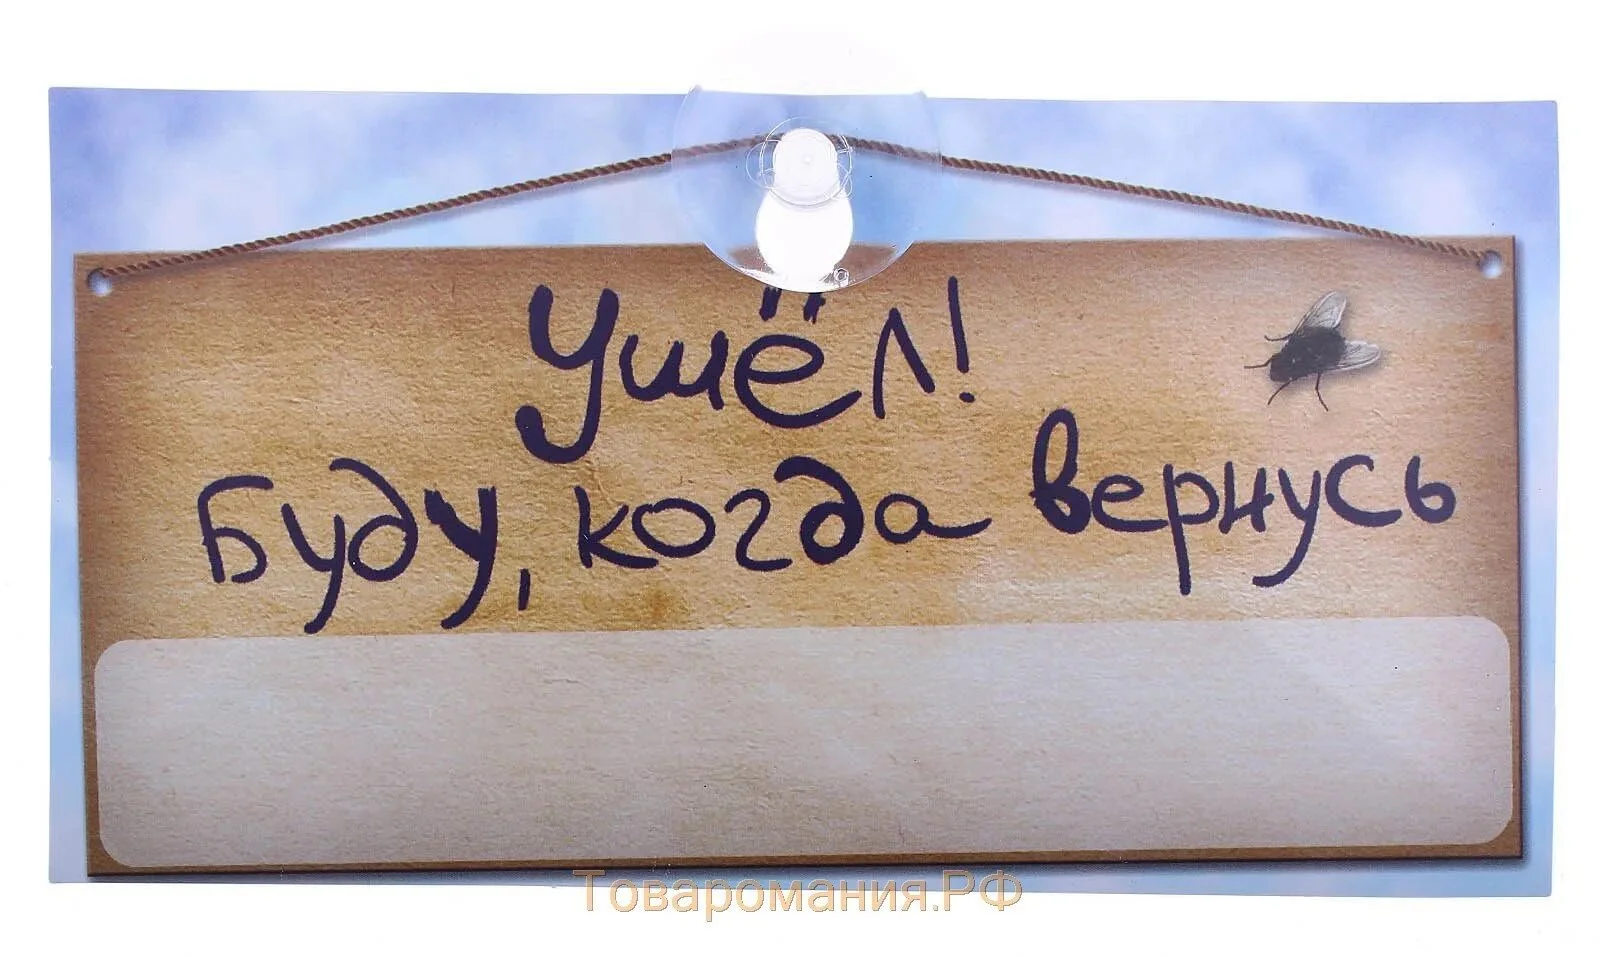 Ушёл!
Буду, когда вернусь
Товаромания.РФ